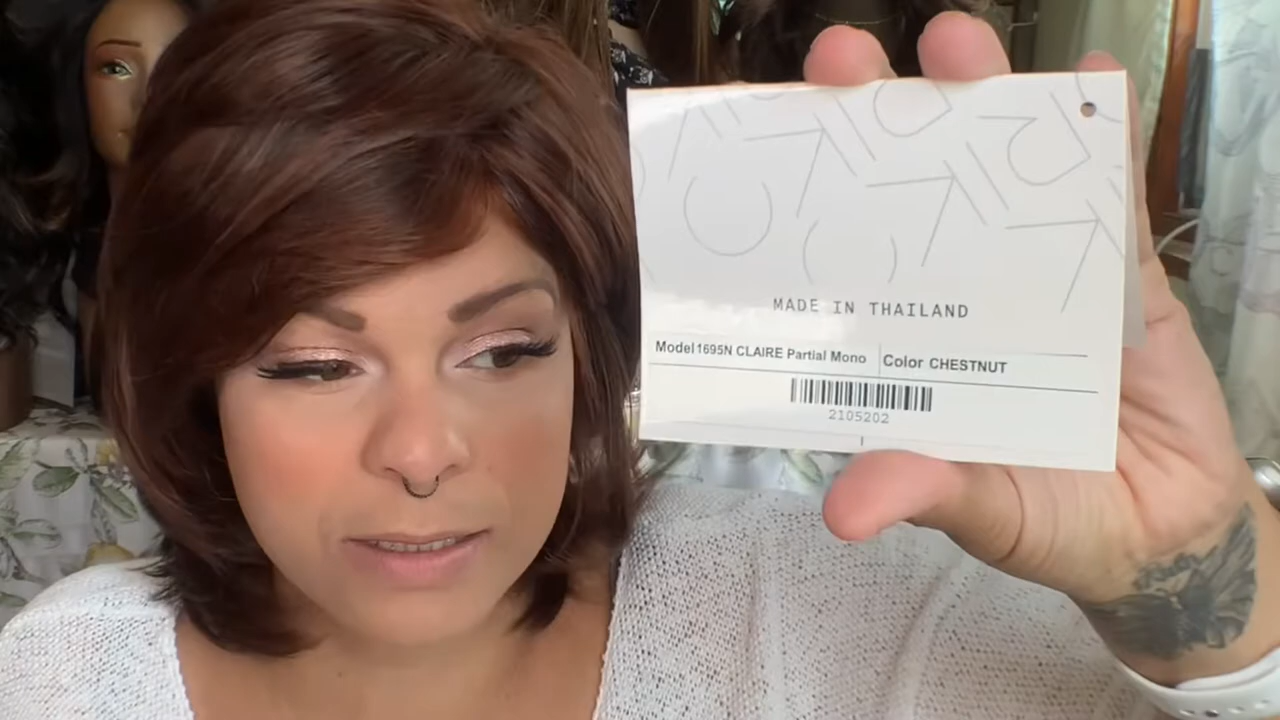 MADE IN THAILAND
Model 1695N CLAIRE Partial Mono Color CHESTNUT
2105202